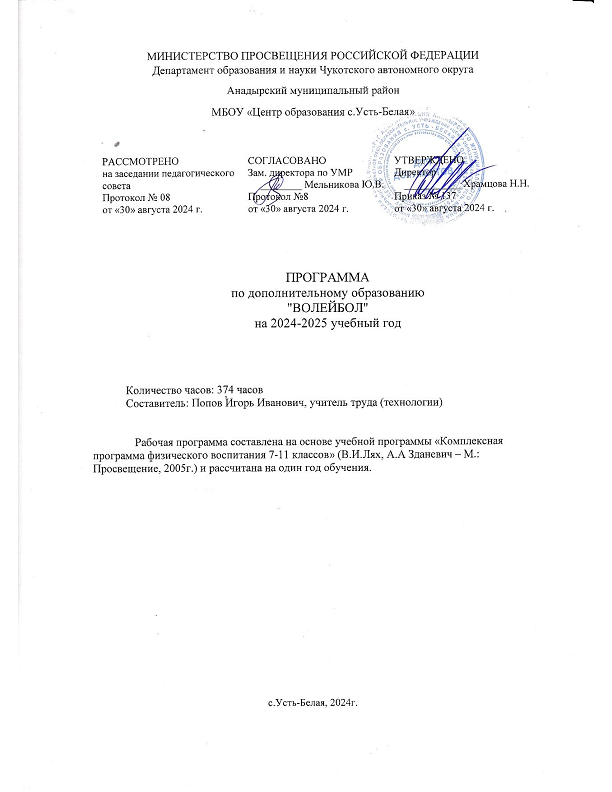 МИНИСТЕРСТВО ПРОСВЕЩЕНИЯ РОССИЙСКОЙ ФЕДЕРАЦИИ
Департамент образования и науки Чукотского автономного округа
Анадырский муниципальный район
МБОУ «Центр образования с.Усть-Белая»
РАССМОТРЕНО
на заседании педагогического
совета
Протокол № 08
от «30» августа 2024 г.
СОГЛАСОВАНО
Зам. директора по УМР
Мельникова Ю.В.
Протокол №8
от «30» августа 2024 г.
УТВЕРЖДЕНО
Директор
Храмцова Н.Н.
Приказ № 137
от «30» августа 2024 г.
ПРОГРАММА
по дополнительному образованию
"ВОЛЕЙБОЛ"
на 2024-2025 учебный год
Количество часов: 374 часов
Составитель: Попов Игорь Иванович, учитель труда (технологии)
Рабочая программа составлена на основе учебной программы «Комплексная
программа физического воспитания 7-11 классов» (В.И.Лях, А.А Зданевич – М.:
Просвещение, 2005г.) и рассчитана на один год обучения.
с.Усть-Белая, 2024г.